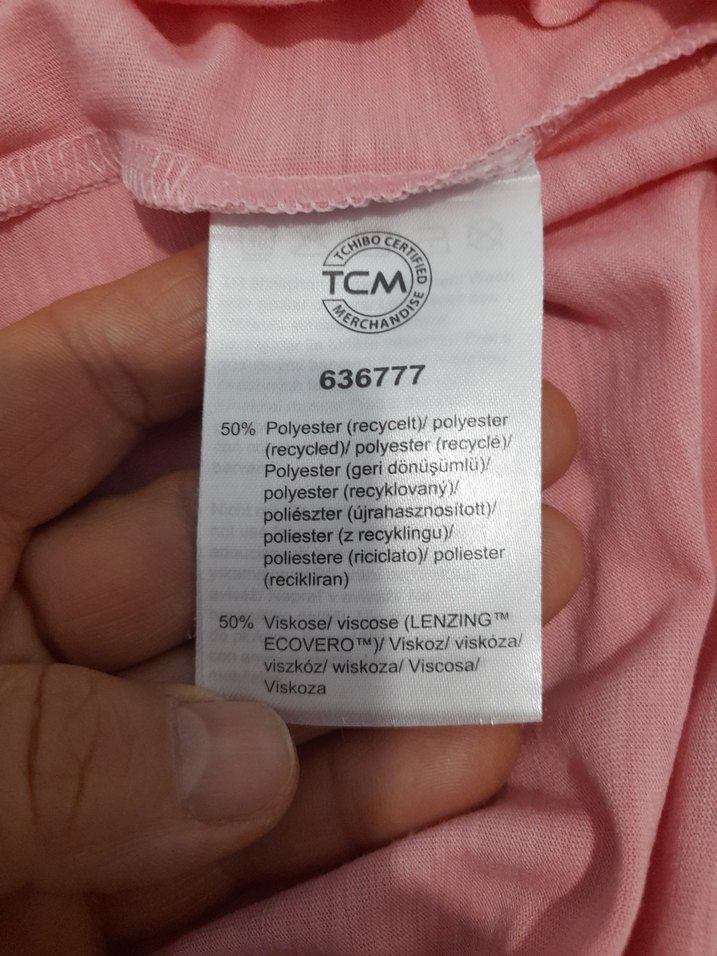 TCHIBO CERTIFIED
TCM
MERCHANDISE
636777
50% Polyester (recycelt)/ polyester
(recycled)/ polyester (recyclé)/
Polyester (geri dönüşümlü)/
polyester (recyklovaný)/
poliészter (újrahasznosított)/
poliester (z recyklingu)/
poliestere (riciclato)/ poliester
(recikliran)
50% Viskose/ viscose (LENZING™
ECOVERO™)/ Viskoz/ viskóza/
viszkóz/ wiskoza/ Viscosa/
Viskoza